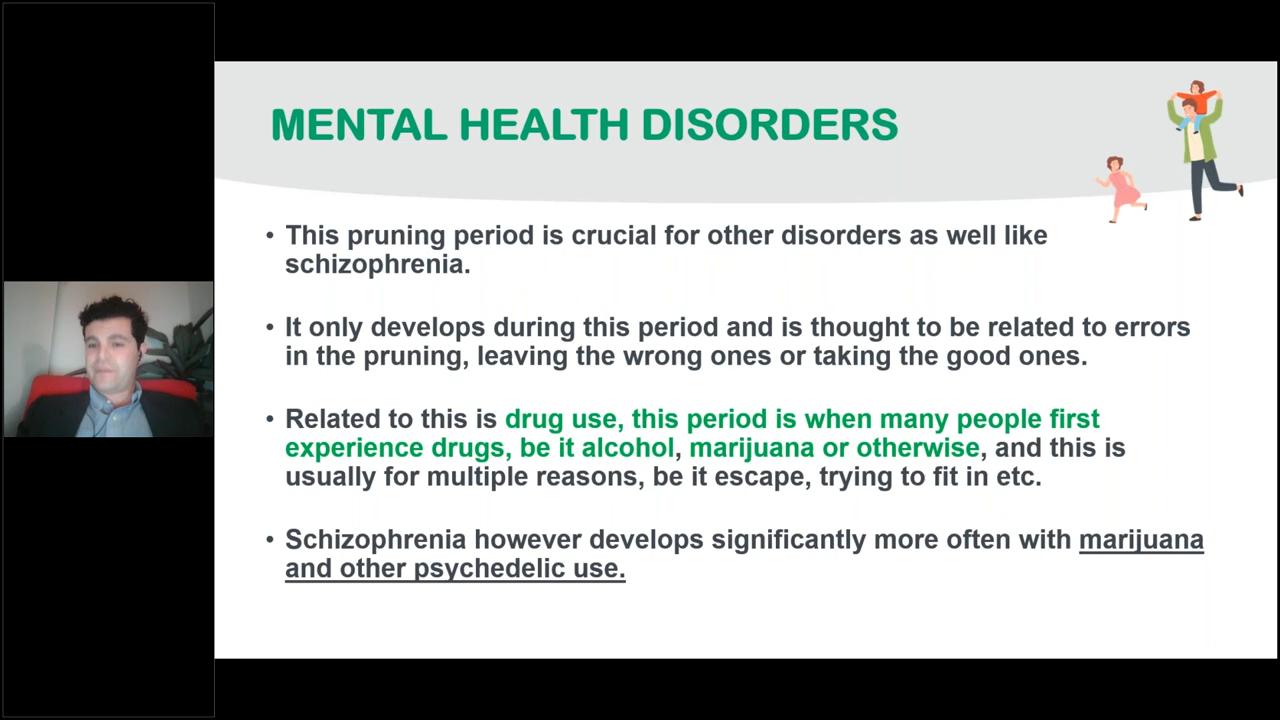 MENTAL HEALTH DISORDERS
• This pruning period is crucial for other disorders as well like
schizophrenia.
• It only develops during this period and is thought to be related to errors
in the pruning, leaving the wrong ones or taking the good ones.
• Related to this is drug use, this period is when many people first
experience drugs, be it alcohol, marijuana or otherwise, and this is
usually for multiple reasons, be it escape, trying to fit in etc.
• Schizophrenia however develops significantly more often with marijuana
and other psychedelic use.